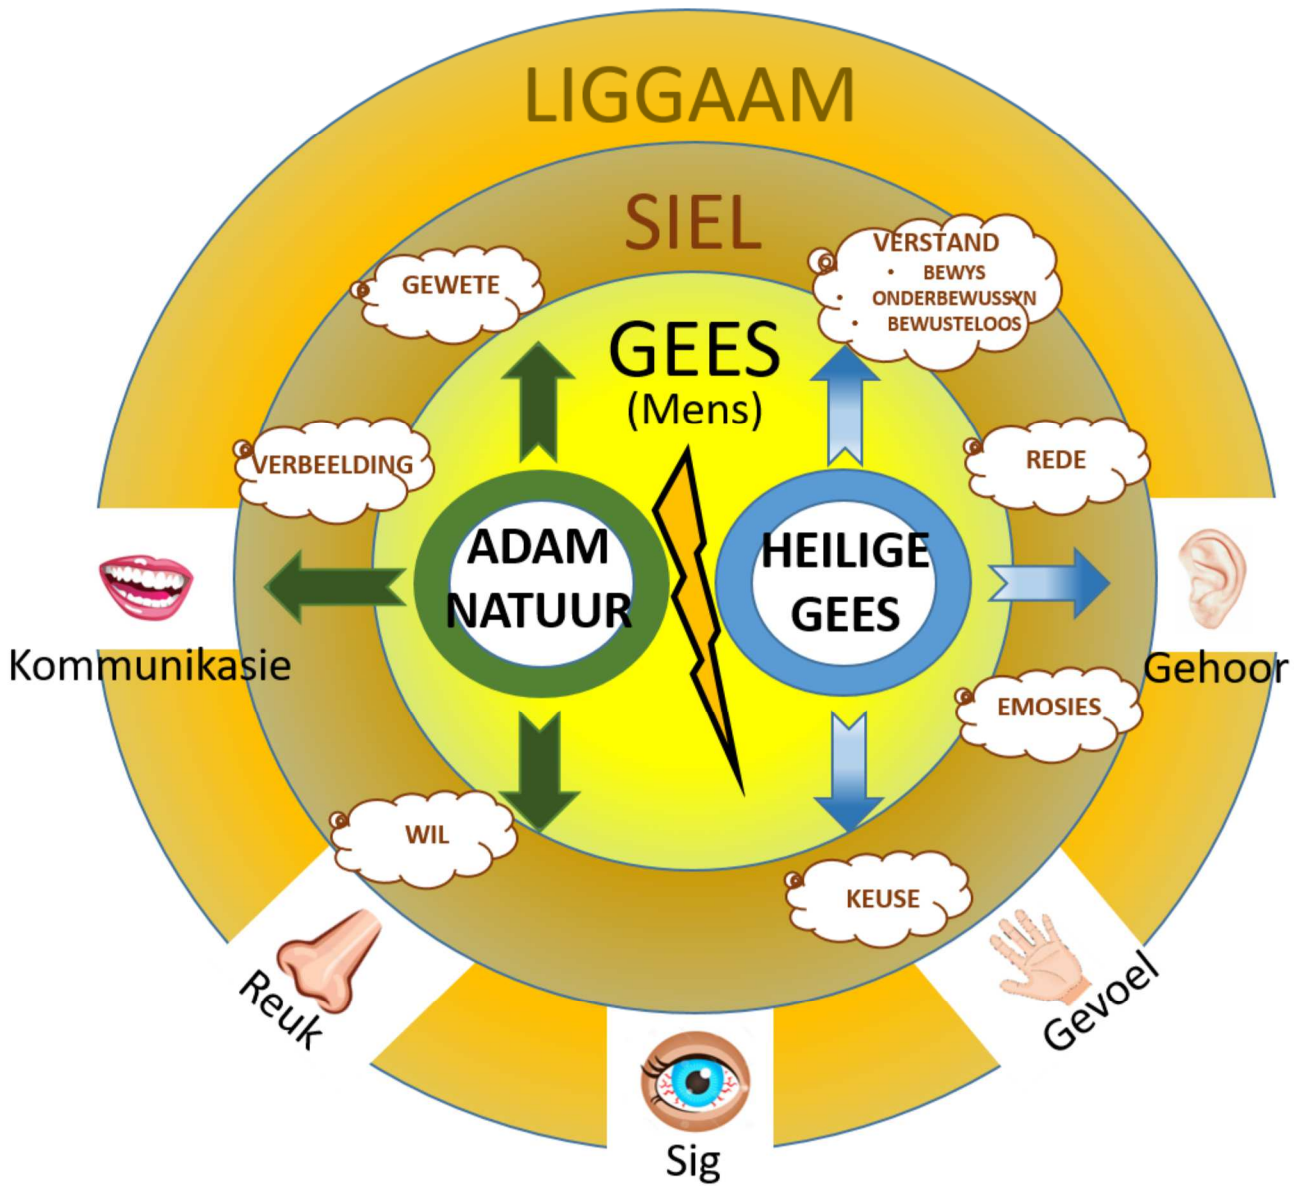 LIGGAAM
SIEL
GEWETE
VERSTAND
• BEWYS
• ONDERBEWUSSYN
• BEWUSTELOOS
GEES
(Mens)
VERBEELDING
REDE
ADAM
NATUUR
HEILIGE
GEES
Kommunikasie
Gehoor
EMOSIES
WIL
KEUSE
Reuk
Gevoel
Sig